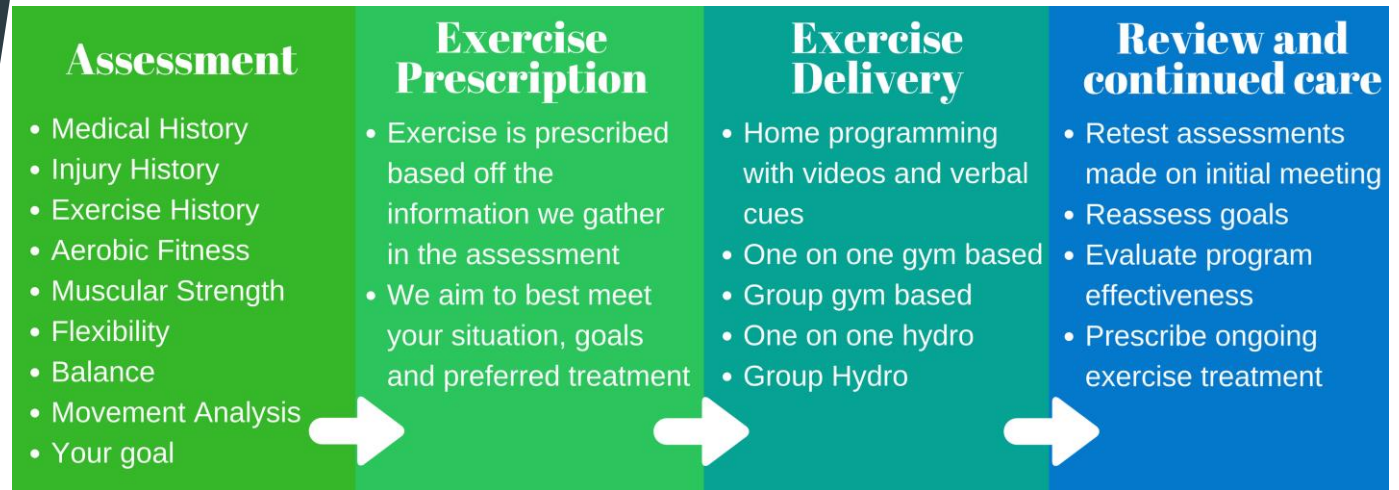 Assessment
• Medical History
• Injury History
• Exercise History
• Aerobic Fitness
• Muscular Strength
• Flexibility
• Balance
• Movement Analysis
• Your goal
Exercise
Prescription
• Exercise is prescribed
based off the
information we gather
in the assessment
• We aim to best meet
your situation, goals
and preferred treatment
Exercise
Delivery
• Home programming
with videos and verbal
cues
• One on one gym based
• Group gym based
• One on one hydro
• Group Hydro
Review and
continued care
• Retest assessments
made on initial meeting
• Reassess goals
• Evaluate program
effectiveness
• Prescribe ongoing
exercise treatment